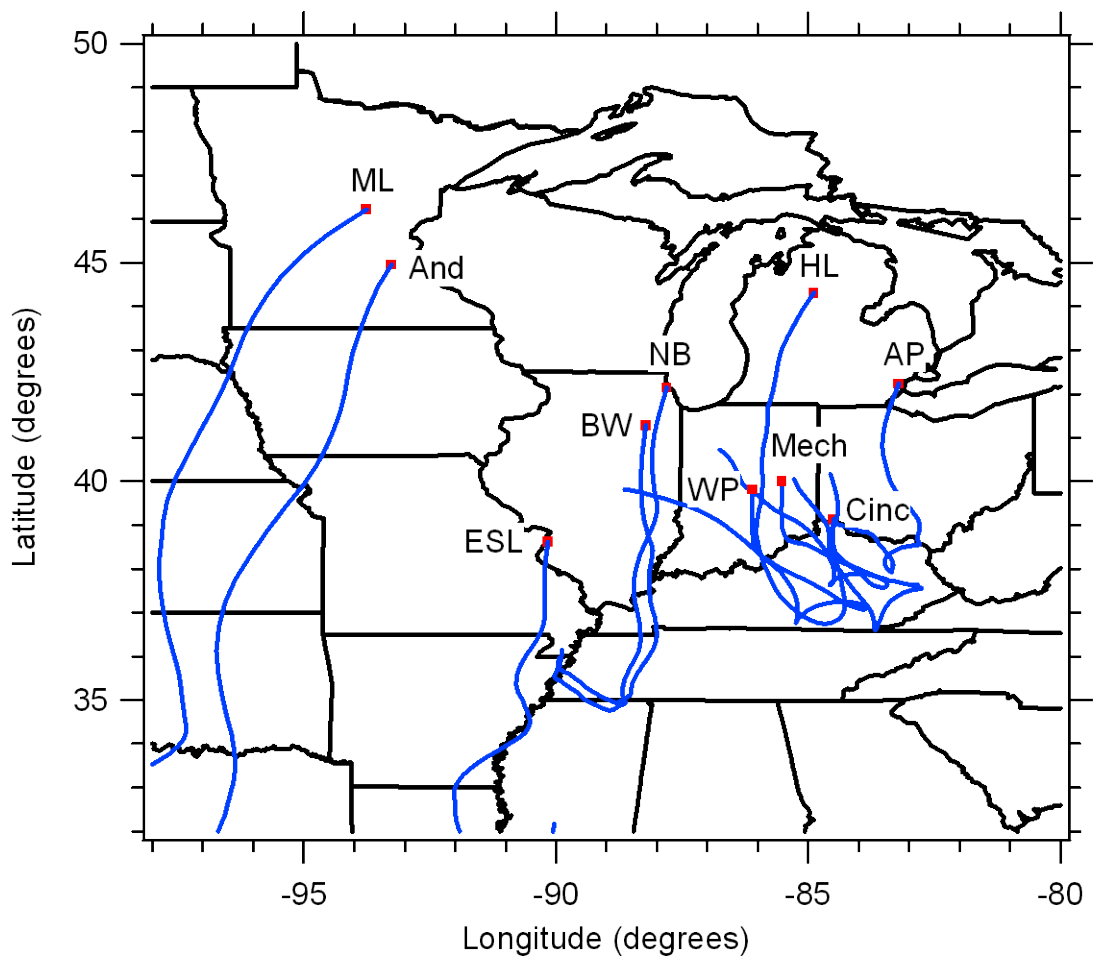 50
45
40
35
Latitude (degrees)
ML
And
HL
NB
AP
BW
Mech
WP
Cinc
ESL
-95
-90
-85
-80
Longitude (degrees)